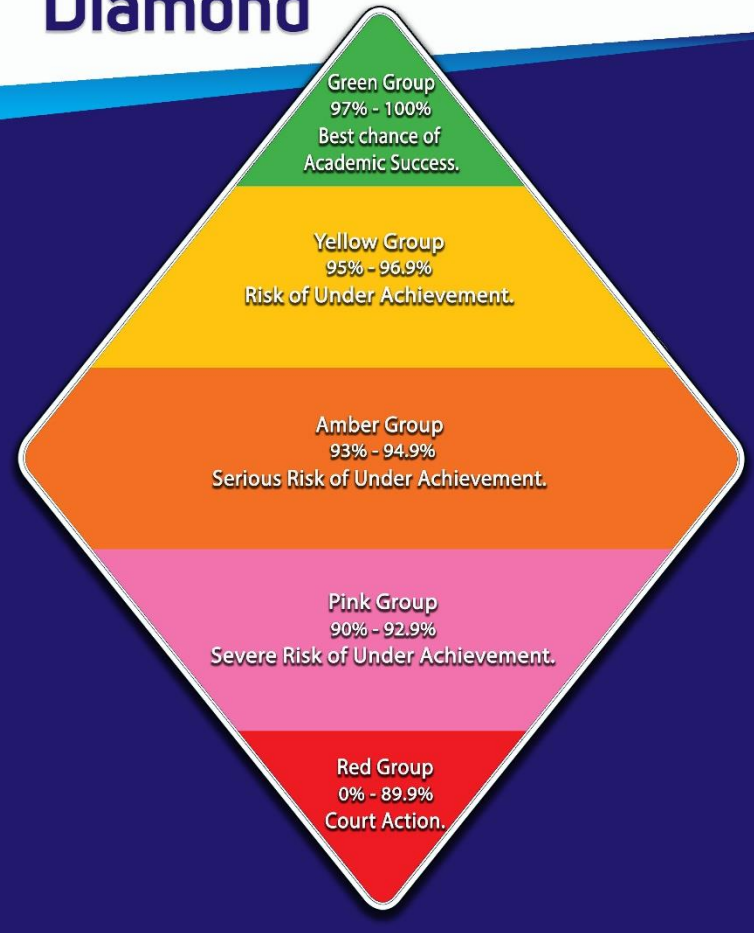 Diamond
Green Group
97% - 100%
Best chance of
Academic Success.
Yellow Group
95% - 96.9%
Risk of Under Achievement.
Amber Group
93% - 94.9%
Serious Risk of Under Achievement.
Pink Group
90% - 92.9%
Severe Risk of Under Achievement.
Red Group
0% - 89.9%
Court Action.